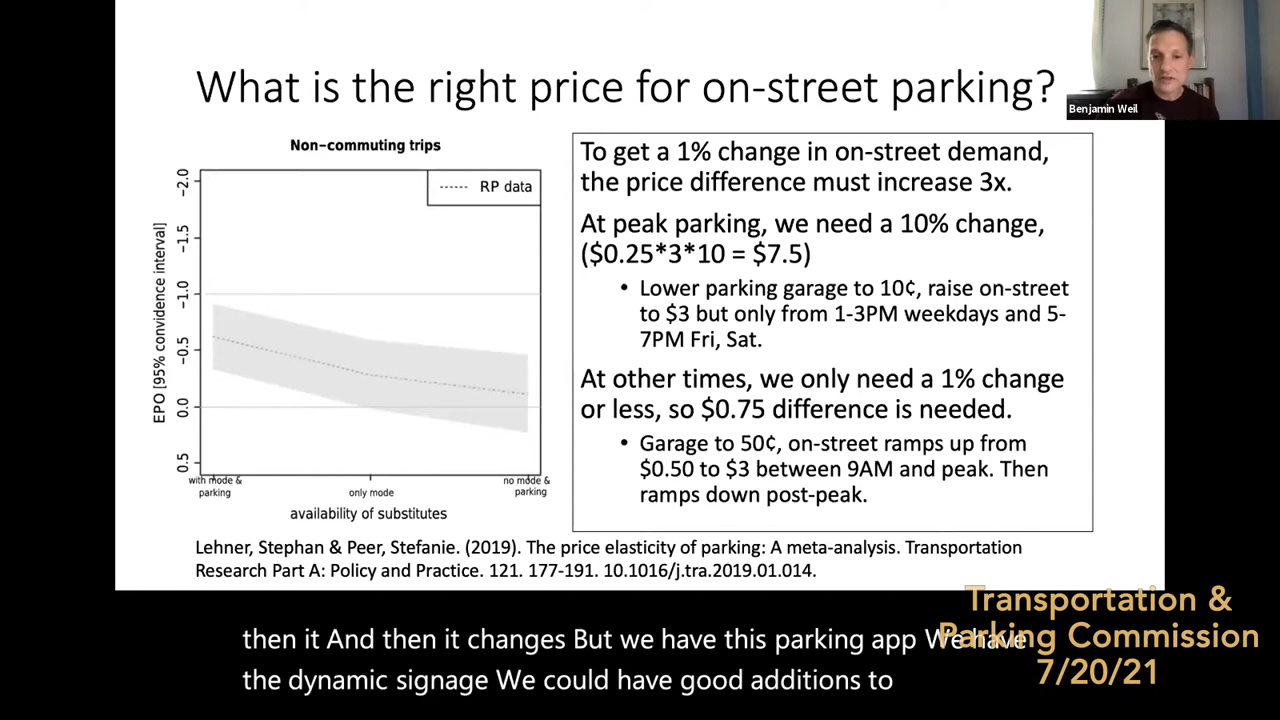 What is the right price for on-street parking?
Benjamin Weil
Non-commuting trips
RP data
-2.0
-1.5
-1.0
-0.5
0.0
0.5
EPO [95% convidence interval]
with mode &
parking
only mode
no mode &
parking
availability of substitutes
To get a 1% change in on-street demand,
the price difference must increase 3x.
At peak parking, we need a 10% change,
($0.25*3*10 = $7.5)
• Lower parking garage to 10¢, raise on-street
to $3 but only from 1-3PM weekdays and 5-
7PM Fri, Sat.
At other times, we only need a 1% change
or less, so $0.75 difference is needed.
• Garage to 50¢, on-street ramps up from
$0.50 to $3 between 9AM and peak. Then
ramps down post-peak.
Lehner, Stephan & Peer, Stefanie. (2019). The price elasticity of parking: A meta-analysis. Transportation
Research Part A: Policy and Practice. 121. 177-191. 10.1016/j.tra.2019.01.014.
Transportation &
Parking Commission
7/20/21
then it And then it changes But we have this parking app We have
the dynamic signage We could have good additions to